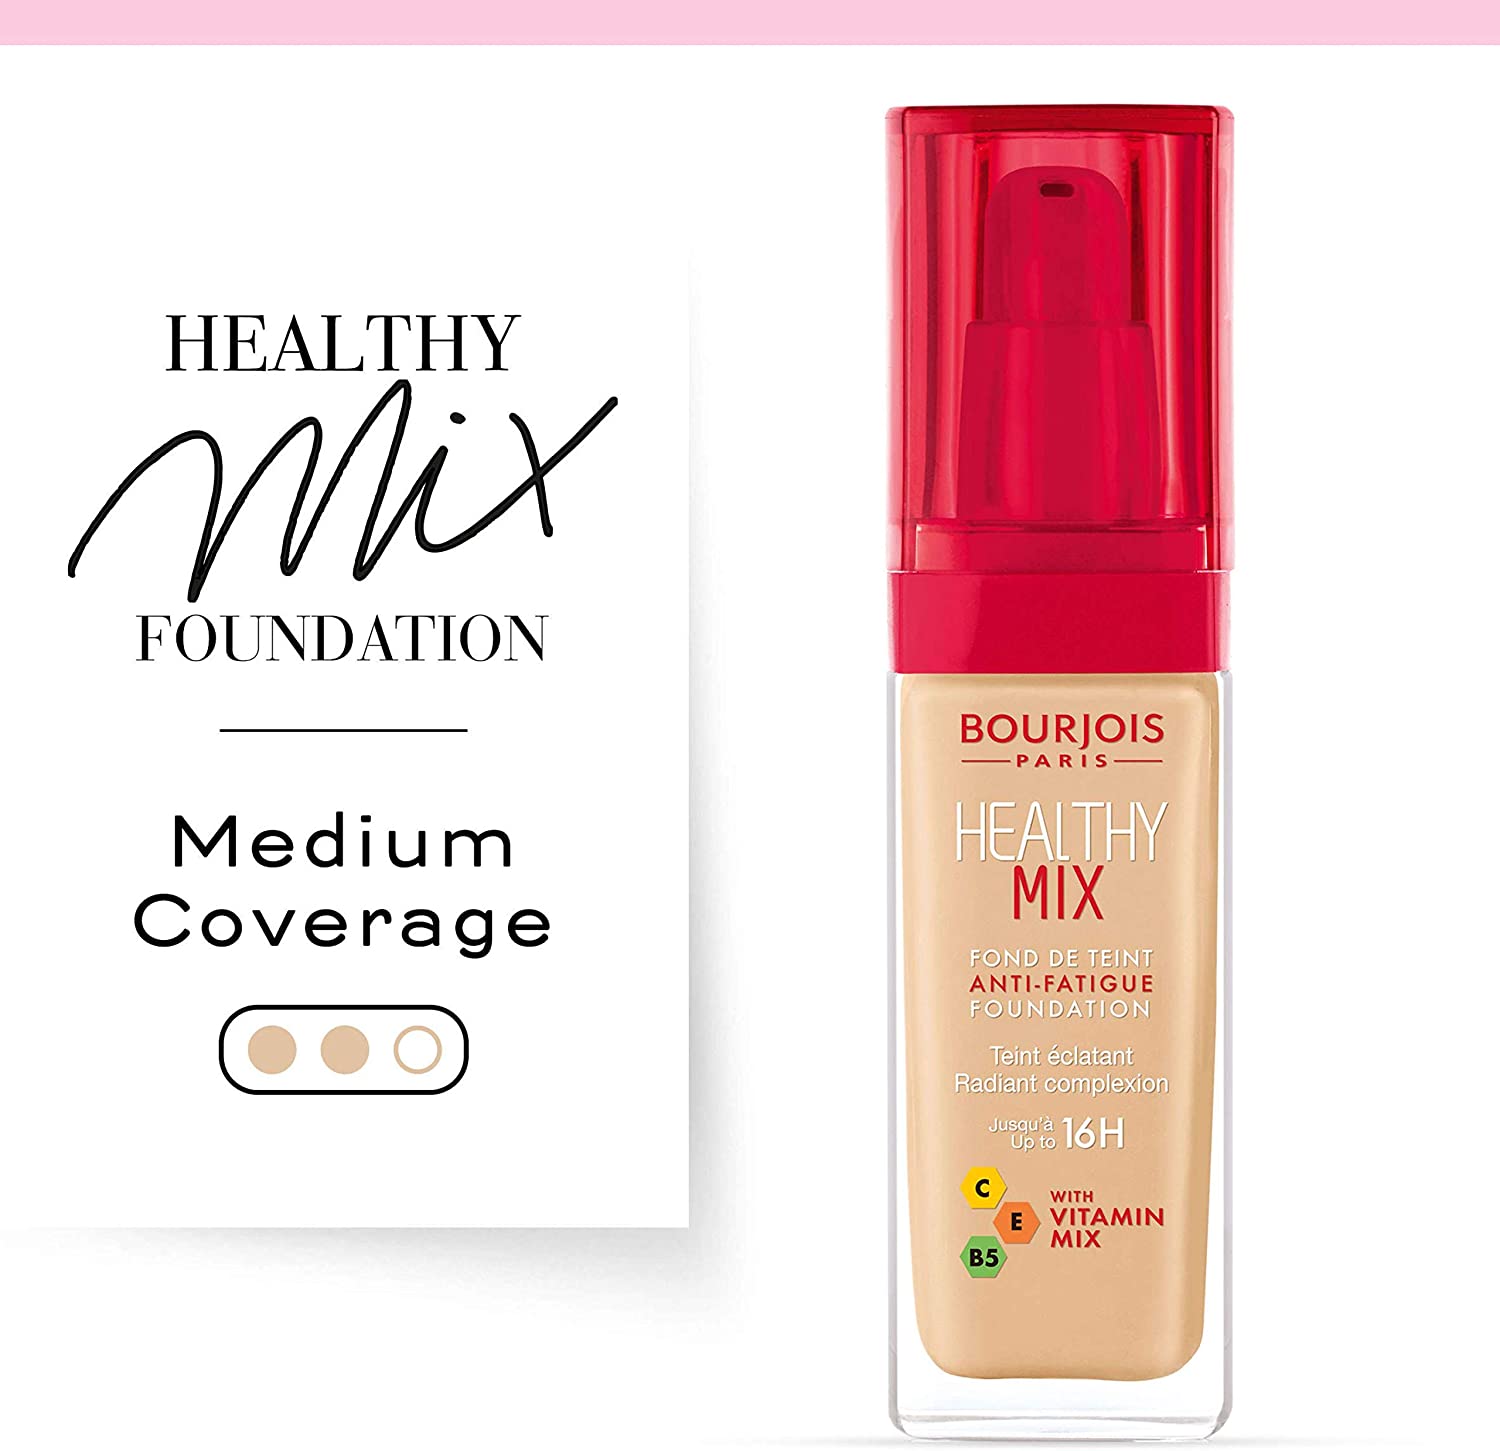 HEALTHY
mix
FOUNDATION
Medium
Coverage
BOURJOIS
PARIS
HEALTHY
MIX
FOND DE TEINT
ANTI-FATIGUE
FOUNDATION
Teint éclatant
Radiant complexion
Jusqu'à
Up to 16H
C
E
B5
WITH
VITAMIN
MIX